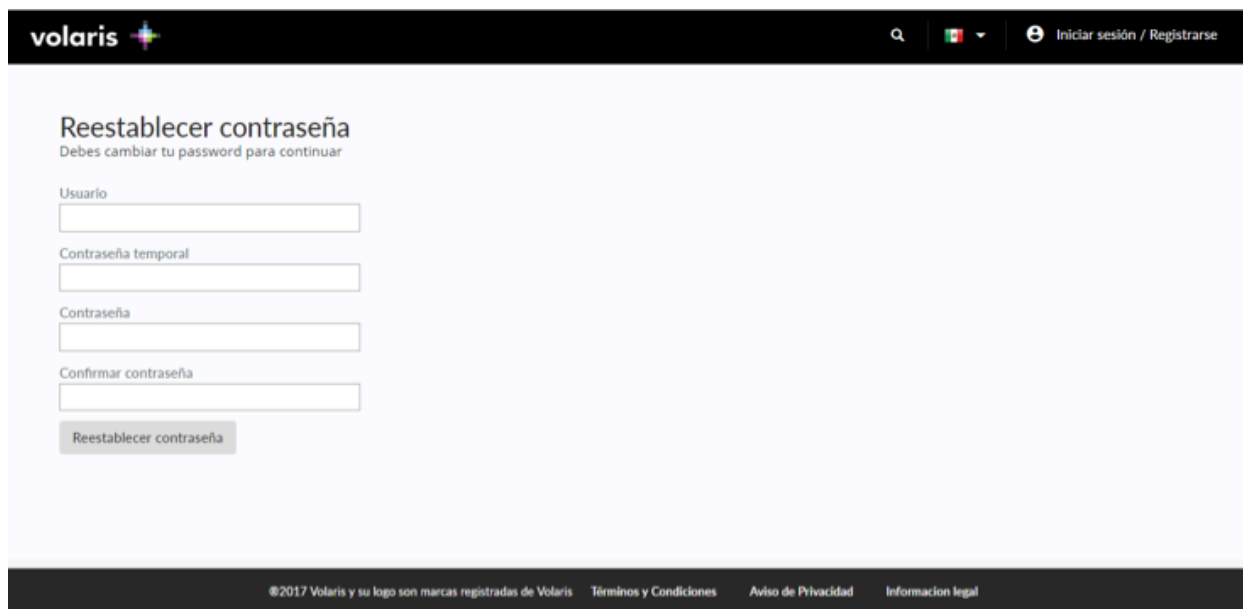 volaris
Iniciar sesión / Registrarse
Reestablecer contraseña
Debes cambiar tu password para continuar
Usuario
Contraseña temporal
Contraseña
Confirmar contraseña
Reestablecer contraseña
®2017 Volaris y su logo son marcas registradas de Volaris Términos y Condiciones Aviso de Privacidad Informacion legal